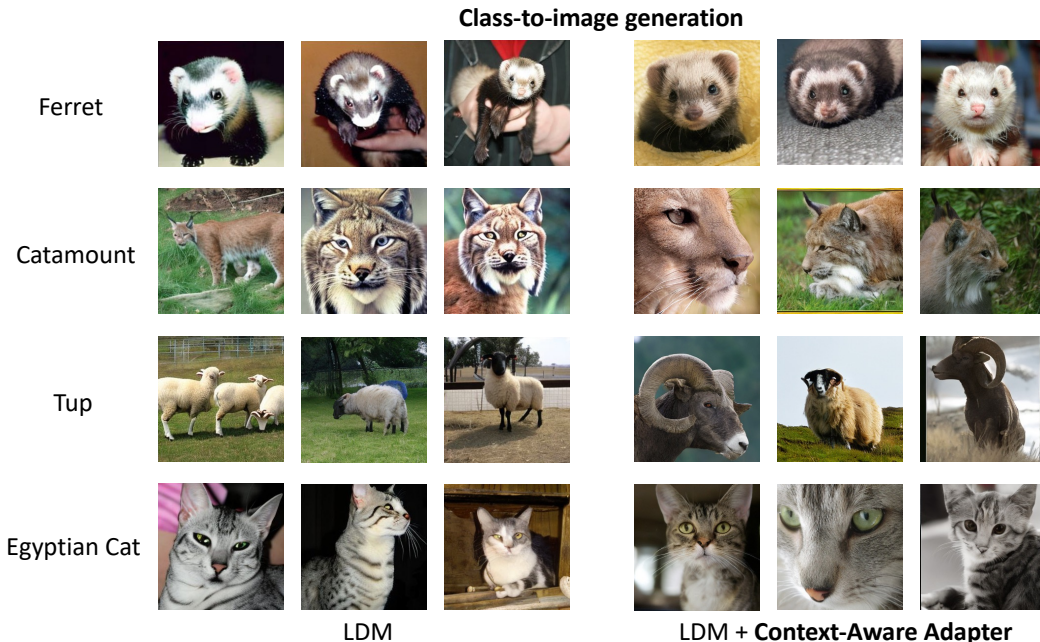 Class-to-image generation
Ferret
Catamount
Tup
Egyptian Cat
LDM
LDM + Context-Aware Adapter